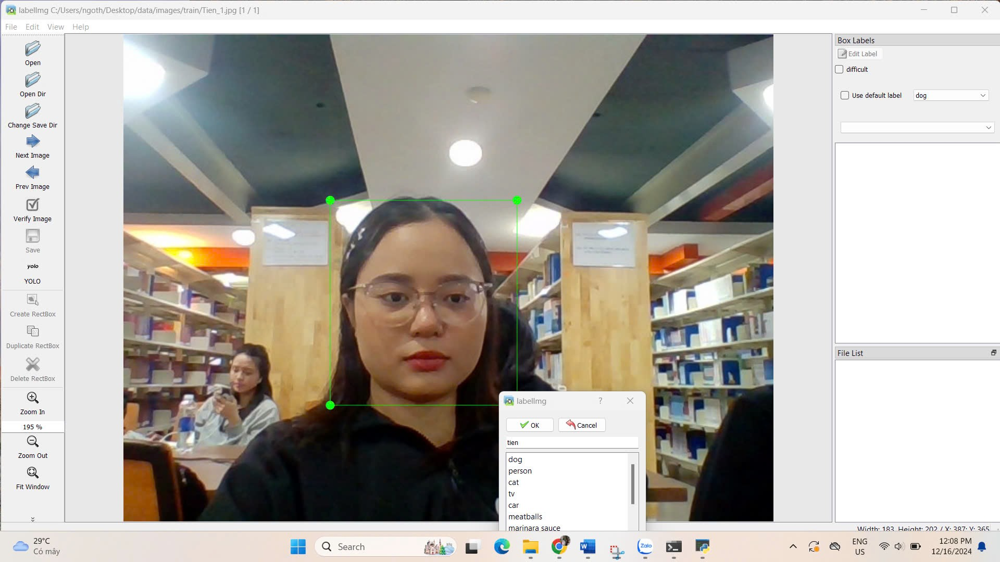 labelImg C:/Users/ngoth/Desktop/data/images/train/Tien_1.jpg [1 / 1]
File Edit View Help
Open
Open Dir
Change Save Dir
Next Image
Prev Image
Verify Image
Save
yolo
YOLO
Create RectBox
Duplicate RectBox
Delete RectBox
Zoom In
195 %
Zoom Out
Fit Window
labelImg ?
OK Cancel
tien
dog
person
cat
tv
car
meatballs
marinara sauce
Box Labels
Edit Label
difficult
Use default label dog
File List
Width: 183, Height: 202 / X: 387; Y: 365
29°C
Có mây
Search
Zalo
ENG
US
12:08 PM
12/16/2024